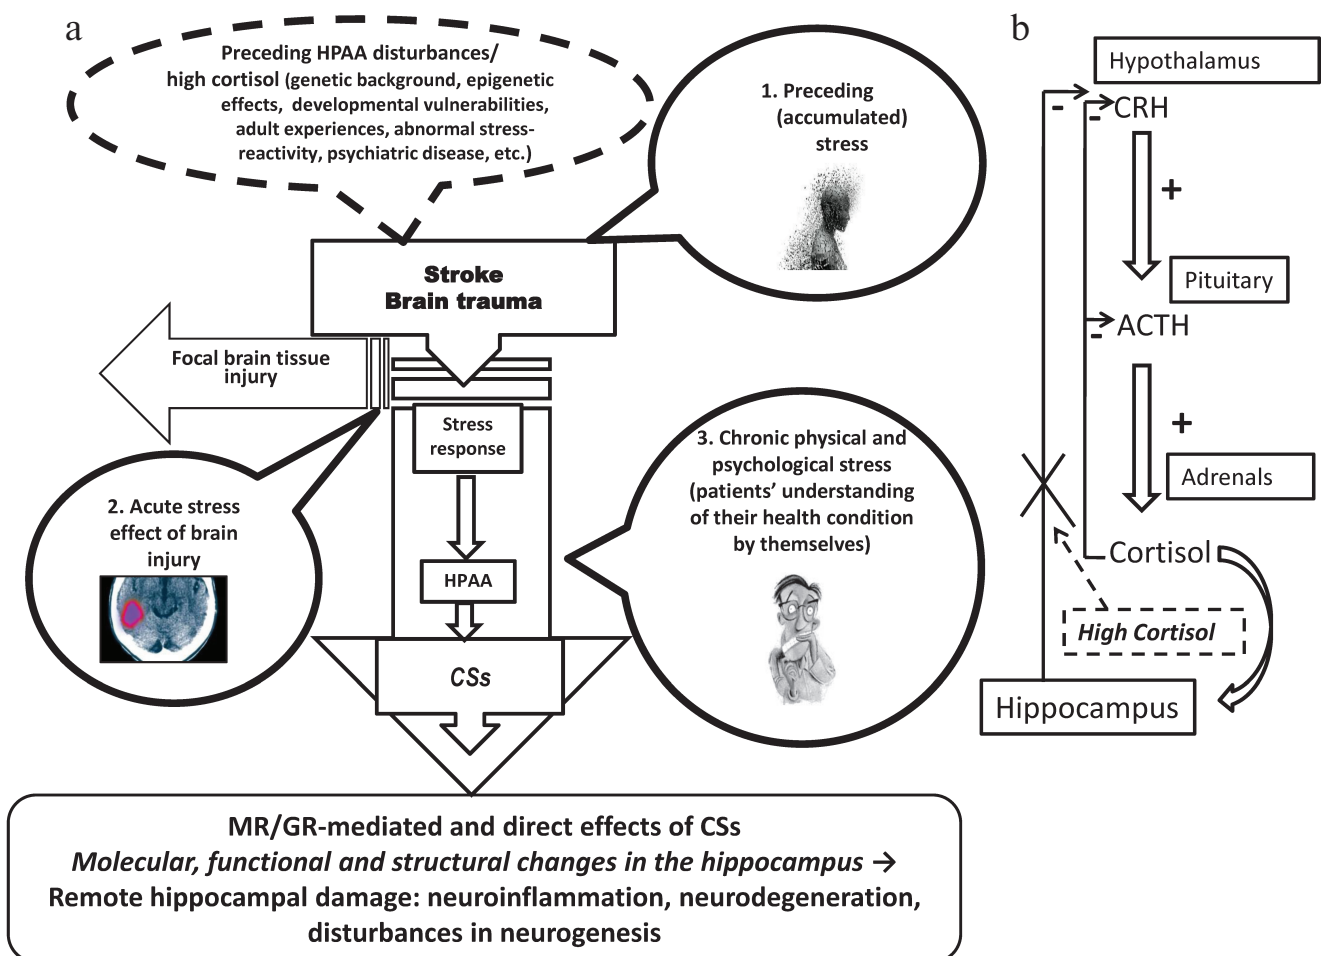 a
Preceding HPAA disturbances/
high cortisol (genetic background, epigenetic
effects, developmental vulnerabilities,
adult experiences, abnormal stress-
reactivity, psychiatric disease, etc.)
1. Preceding
(accumulated)
stress
Stroke
Brain trauma
Focal brain tissue
injury
Stress
response
2. Acute stress
effect of brain
injury
3. Chronic physical and
psychological stress
(patients’ understanding
of their health condition
by themselves)
HPAA
CSs
MR/GR-mediated and direct effects of CSs
Molecular, functional and structural changes in the hippocampus →
Remote hippocampal damage: neuroinflammation, neurodegeneration,
disturbances in neurogenesis
b
Hypothalamus
- - CRH
+
Pituitary
- ACTH
+
Adrenals
Cortisol
High Cortisol
Hippocampus